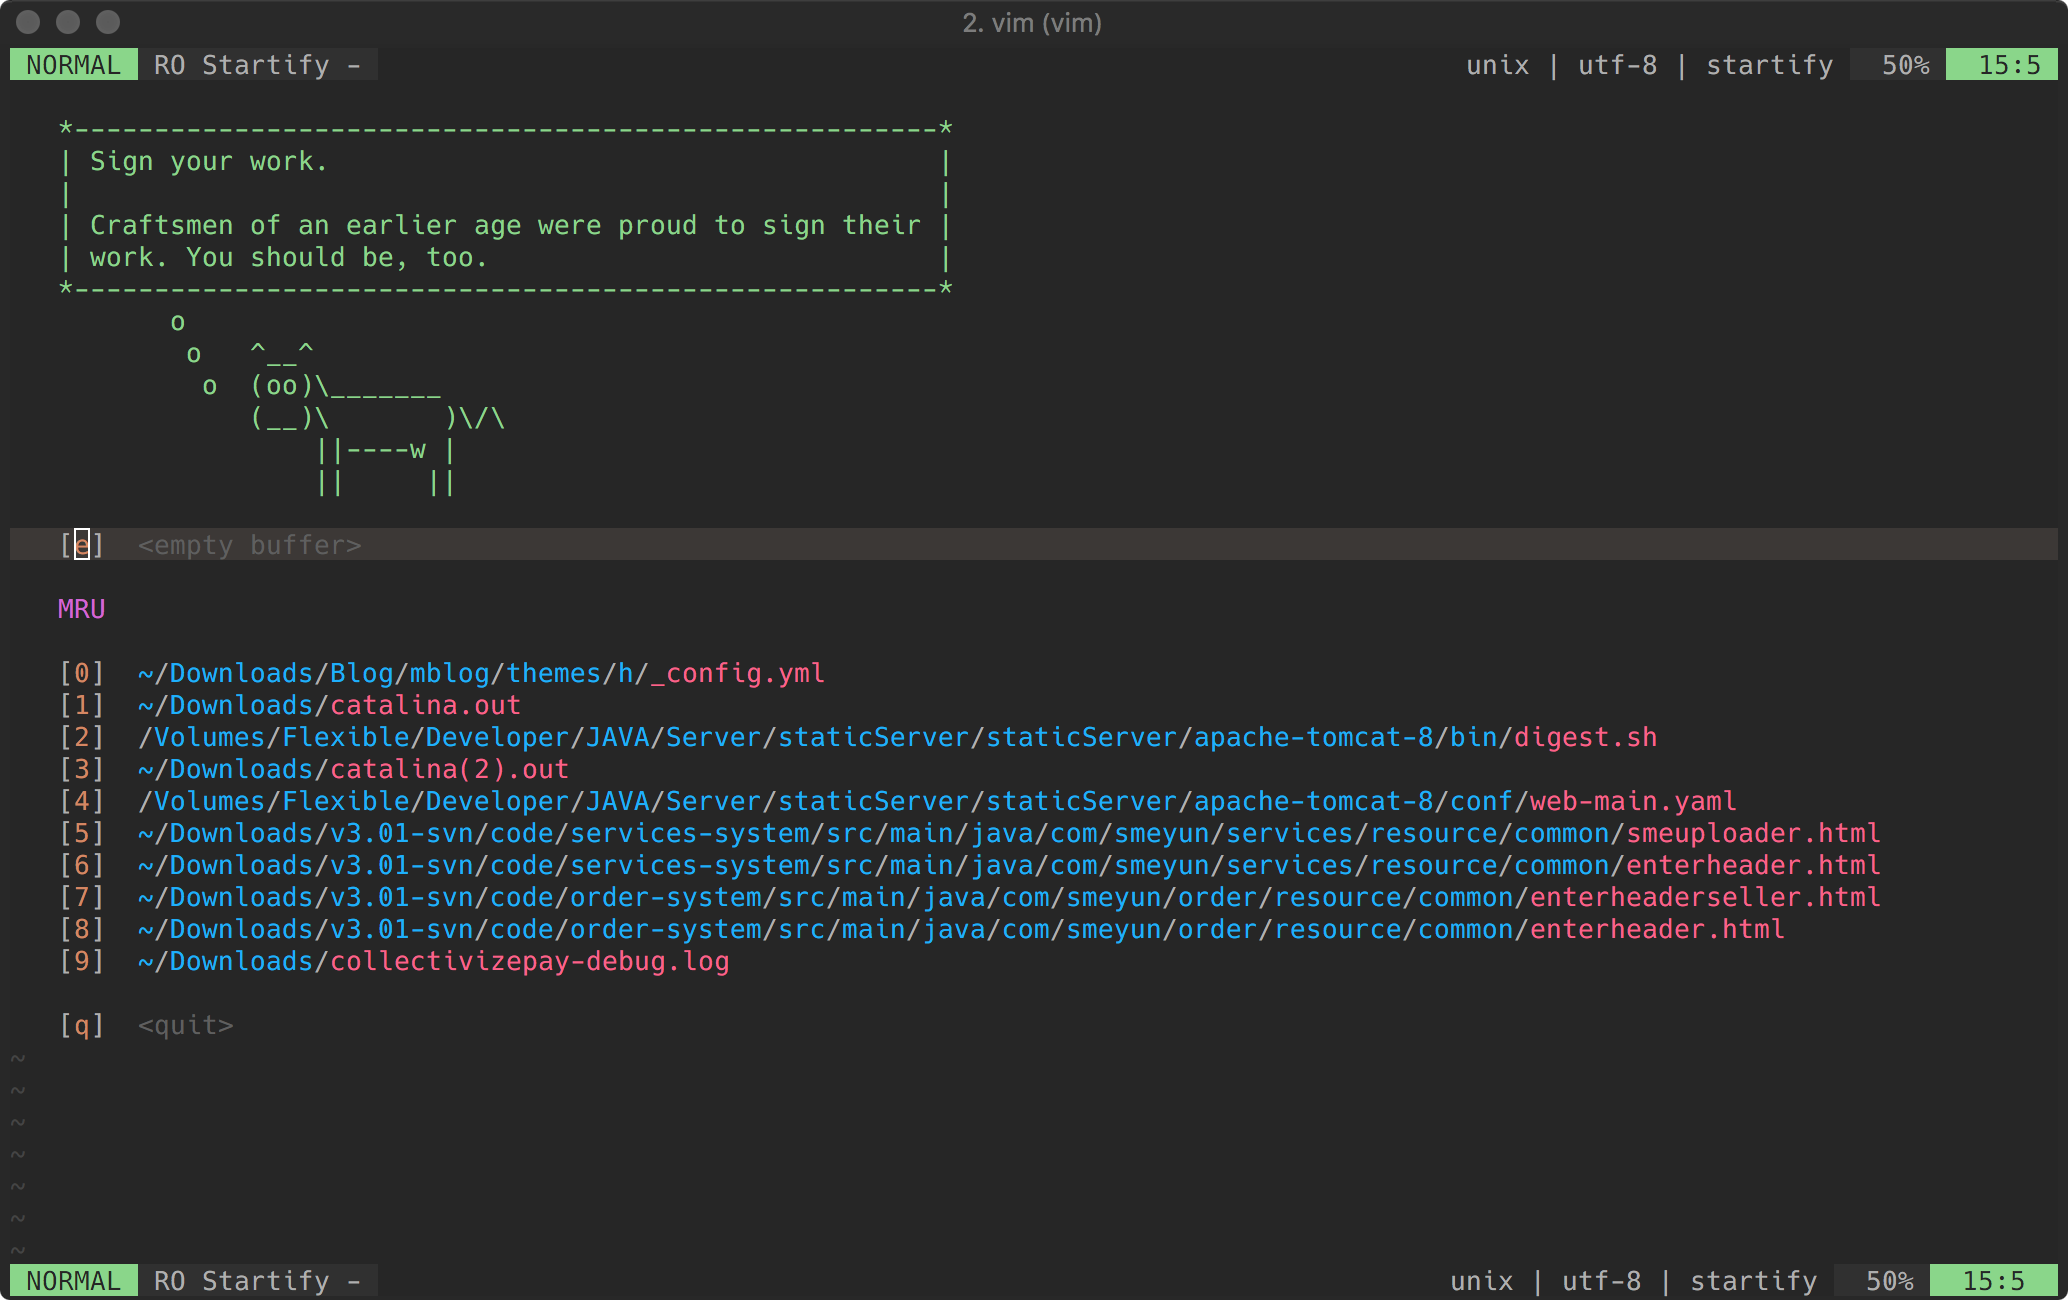 2. vim (vim)
NORMAL RO Startify - unix | utf-8 | startify 50% 15:5
*------------------------------------------------------*
| Sign your work.                                      |
|                                                      |
| Craftsmen of an earlier age were proud to sign their |
| work. You should be, too.                            |
*------------------------------------------------------*
       o
        o   ^__^
         o  (oo)\_______
            (__)\       )\/\
                ||----w |
                ||     ||
[e]  <empty buffer>
MRU
[0]  ~/Downloads/Blog/mblog/themes/h/_config.yml
[1]  ~/Downloads/catalina.out
[2]  /Volumes/Flexible/Developer/JAVA/Server/staticServer/staticServer/apache-tomcat-8/bin/digest.sh
[3]  ~/Downloads/catalina(2).out
[4]  /Volumes/Flexible/Developer/JAVA/Server/staticServer/staticServer/apache-tomcat-8/conf/web-main.yaml
[5]  ~/Downloads/v3.01-svn/code/services-system/src/main/java/com/smeyun/services/resource/common/smeuploader.html
[6]  ~/Downloads/v3.01-svn/code/services-system/src/main/java/com/smeyun/services/resource/common/enterheader.html
[7]  ~/Downloads/v3.01-svn/code/order-system/src/main/java/com/smeyun/order/resource/common/enterheaderseller.html
[8]  ~/Downloads/v3.01-svn/code/order-system/src/main/java/com/smeyun/order/resource/common/enterheader.html
[9]  ~/Downloads/collectivizepay-debug.log
[q]  <quit>
~
~
~
~
~
~
~
NORMAL RO Startify - unix | utf-8 | startify 50% 15:5